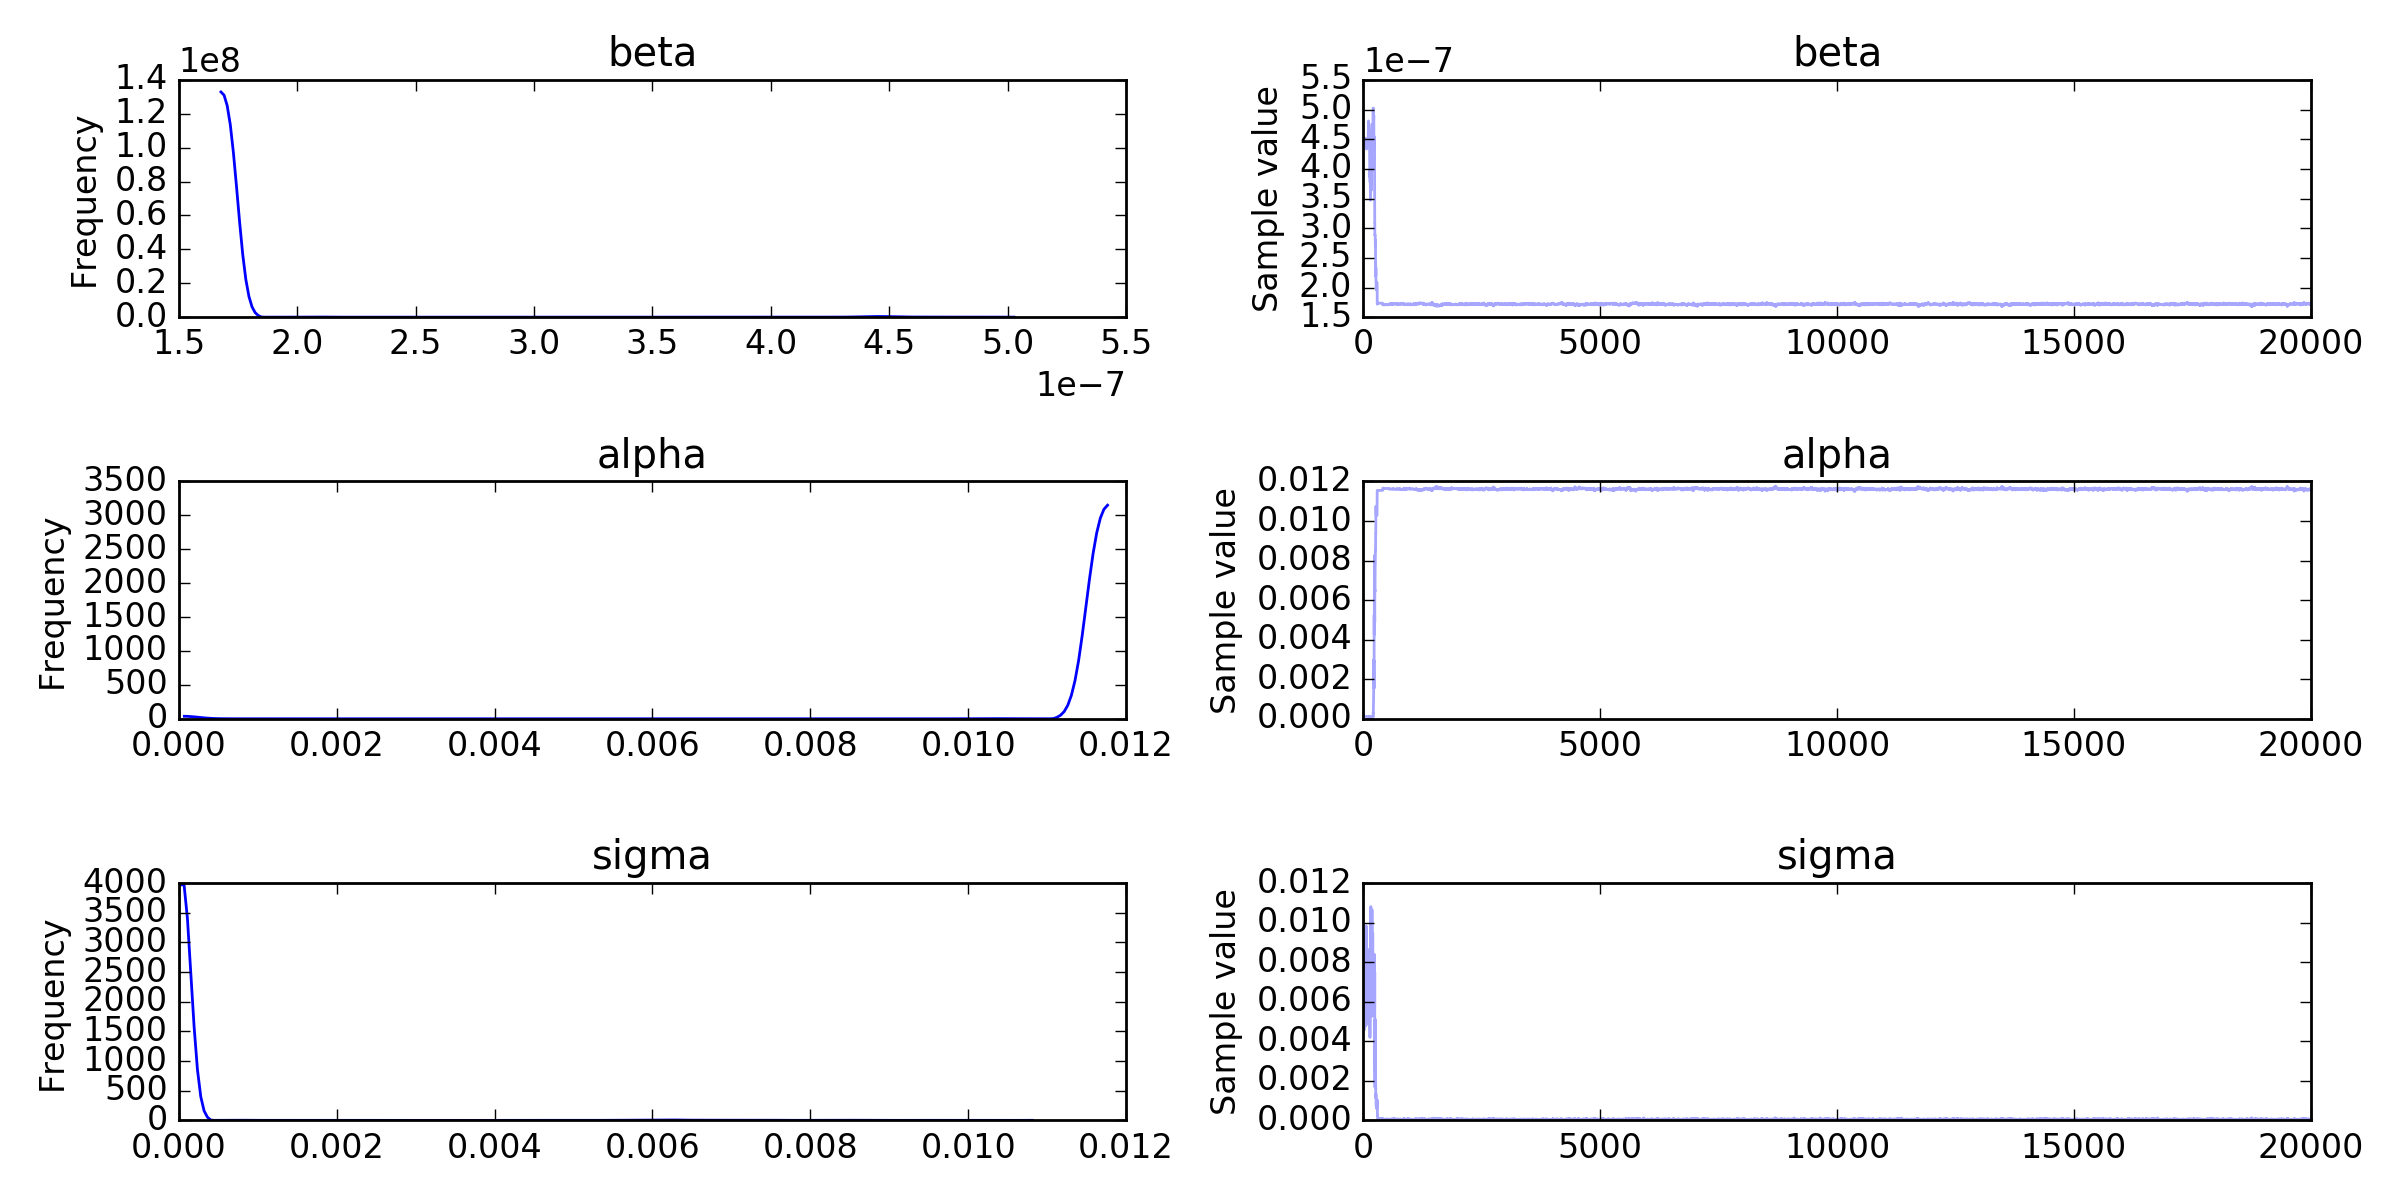 beta
1e8
Frequency
1.4
1.2
1.0
0.8
0.6
0.4
0.2
0.0
1.5 2.0 2.5 3.0 3.5 4.0 4.5 5.0 5.5
1e−7
beta
1e−7
Sample value
5.5
5.0
4.5
4.0
3.5
3.0
2.5
2.0
1.5
0 5000 10000 15000 20000
alpha
Frequency
3500
3000
2500
2000
1500
1000
500
0
0.000 0.002 0.004 0.006 0.008 0.010 0.012
alpha
Sample value
0.012
0.010
0.008
0.006
0.004
0.002
0.000
0 5000 10000 15000 20000
sigma
Frequency
4000
3500
3000
2500
2000
1500
1000
500
0
0.000 0.002 0.004 0.006 0.008 0.010 0.012
sigma
Sample value
0.012
0.010
0.008
0.006
0.004
0.002
0.000
0 5000 10000 15000 20000